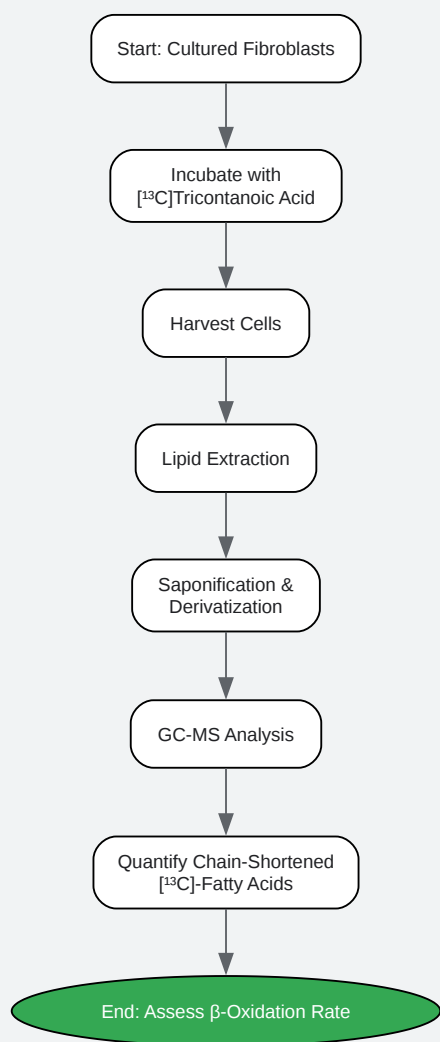 Start: Cultured Fibroblasts
Incubate with
[¹³C]Tricontanoic Acid
Harvest Cells
Lipid Extraction
Saponification &
Derivatization
GC-MS Analysis
Quantify Chain-Shortened
[¹³C]-Fatty Acids
End: Assess β-Oxidation Rate